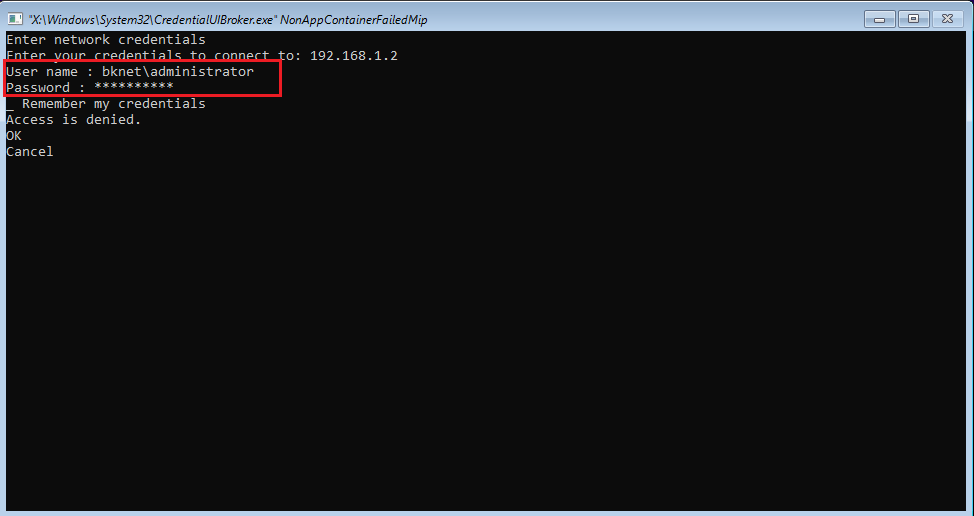 "X:\Windows\System32\CredentialUIBroker.exe" NonAppContainerFailedMip
Enter network credentials
Enter your credentials to connect to: 192.168.1.2
User name : bknet\administrator
Password : **********
_ Remember my credentials
Access is denied.
OK
Cancel